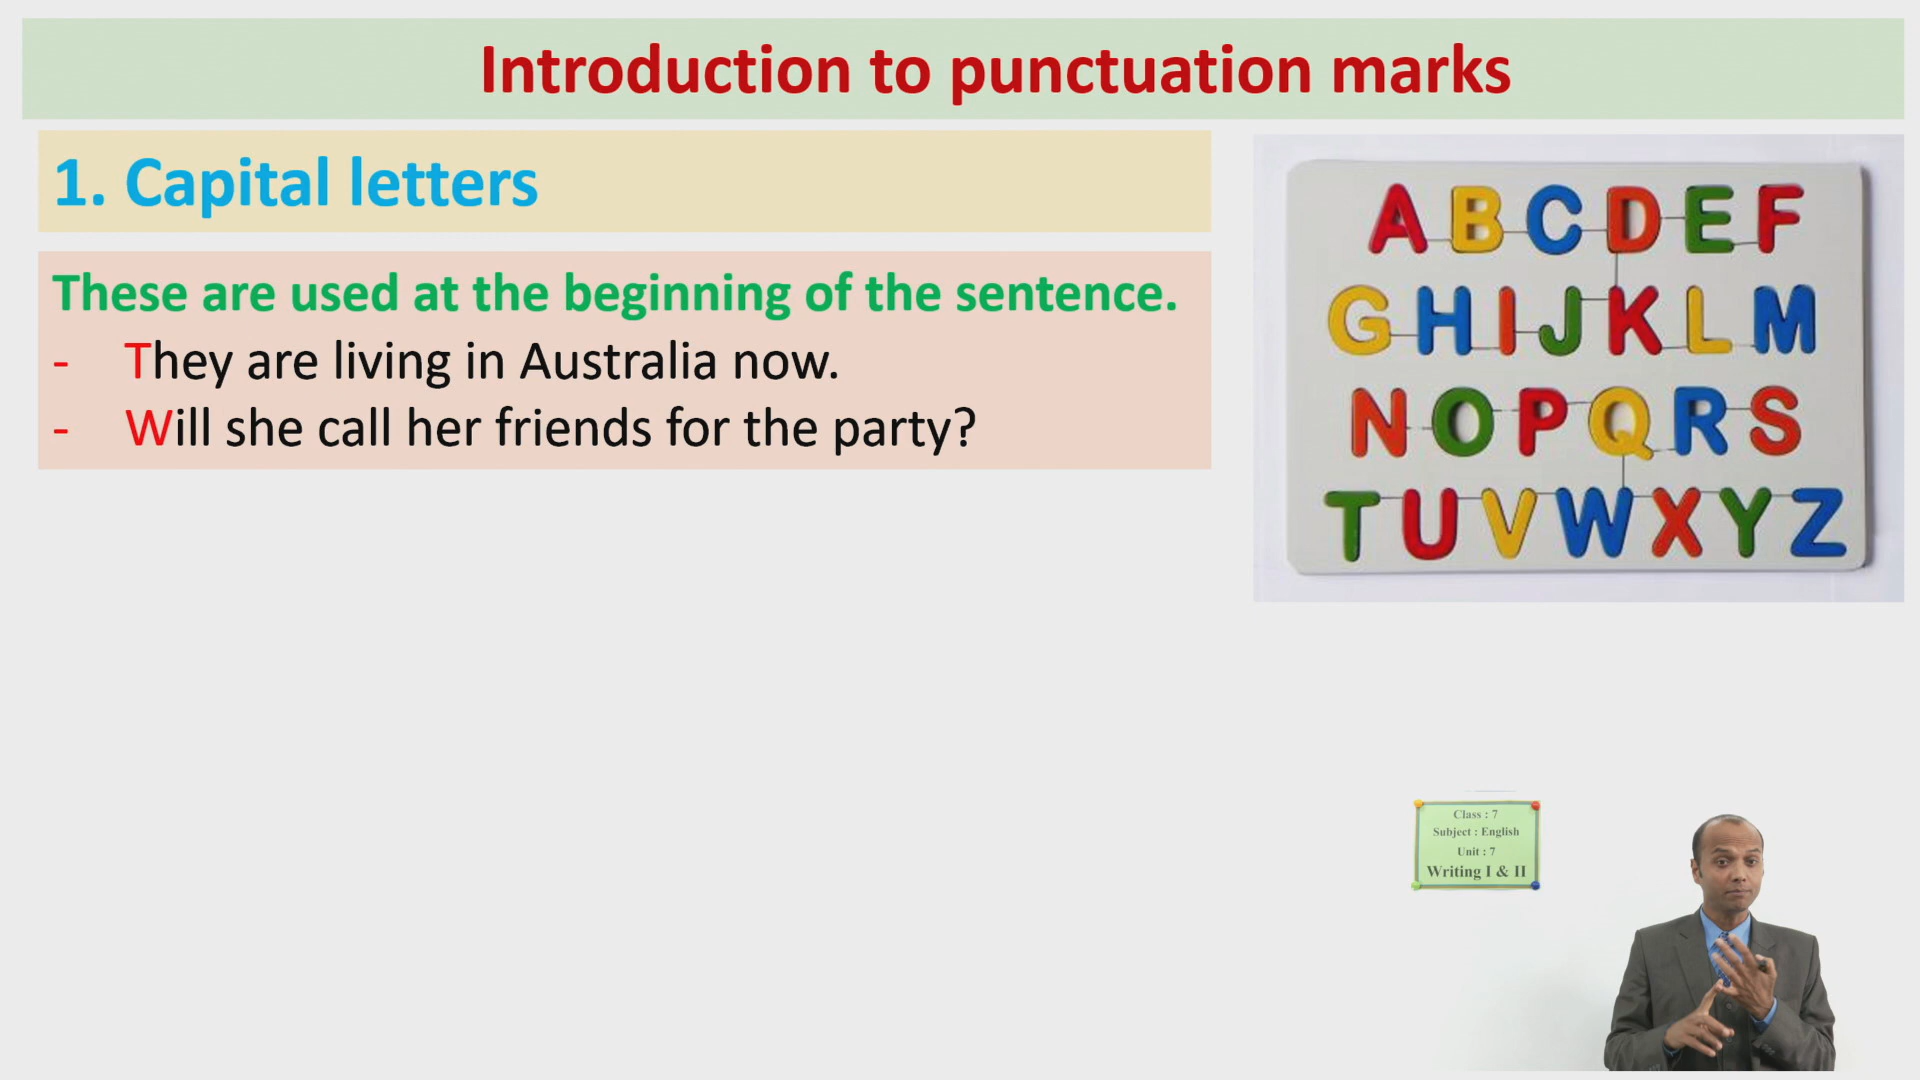 Introduction to punctuation marks
1. Capital letters
These are used at the beginning of the sentence.
- They are living in Australia now.
- Will she call her friends for the party?
A B C D E F
G H I J K L M
N O P Q R S
T U V W X Y Z
Class : 7
Subject : English
Unit : 7
Writing I & II